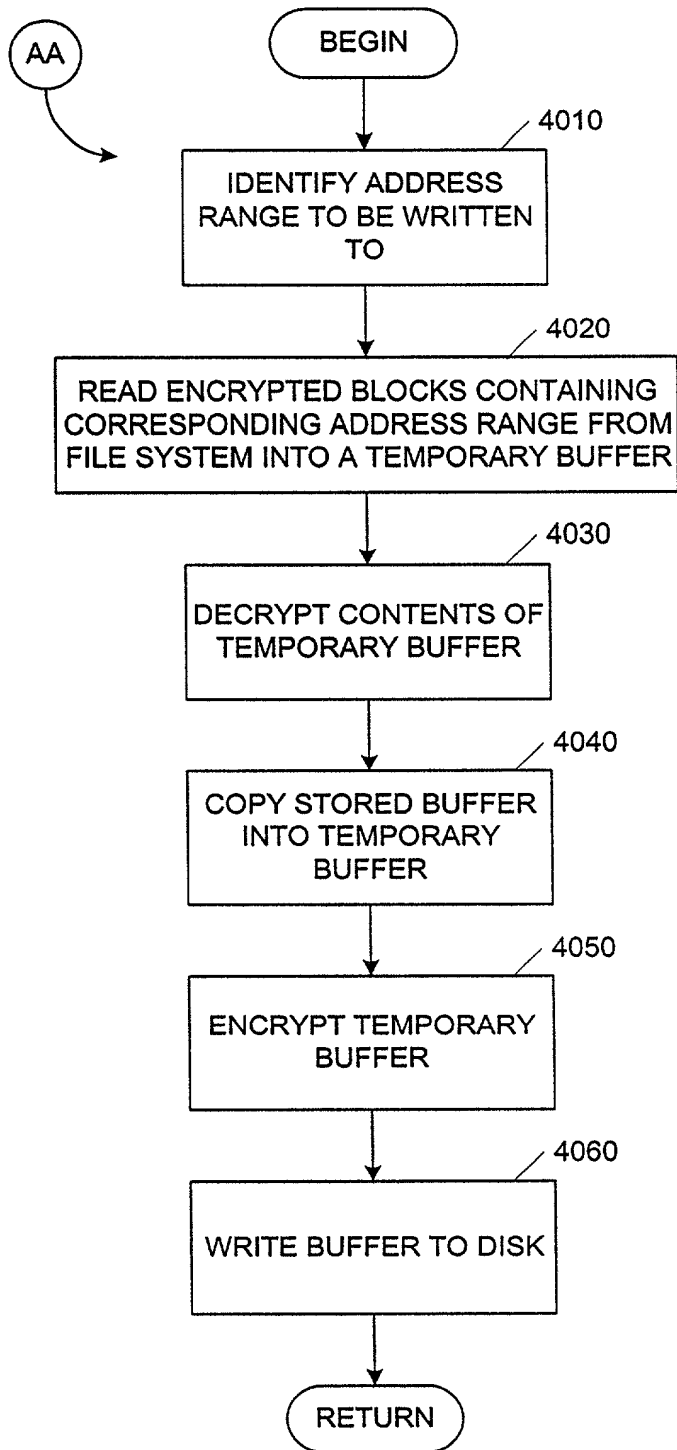 AA
BEGIN
4010
IDENTIFY ADDRESS
RANGE TO BE WRITTEN
TO
4020
READ ENCRYPTED BLOCKS CONTAINING
CORRESPONDING ADDRESS RANGE FROM
FILE SYSTEM INTO A TEMPORARY BUFFER
4030
DECRYPT CONTENTS OF
TEMPORARY BUFFER
4040
COPY STORED BUFFER
INTO TEMPORARY
BUFFER
4050
ENCRYPT TEMPORARY
BUFFER
4060
WRITE BUFFER TO DISK
RETURN